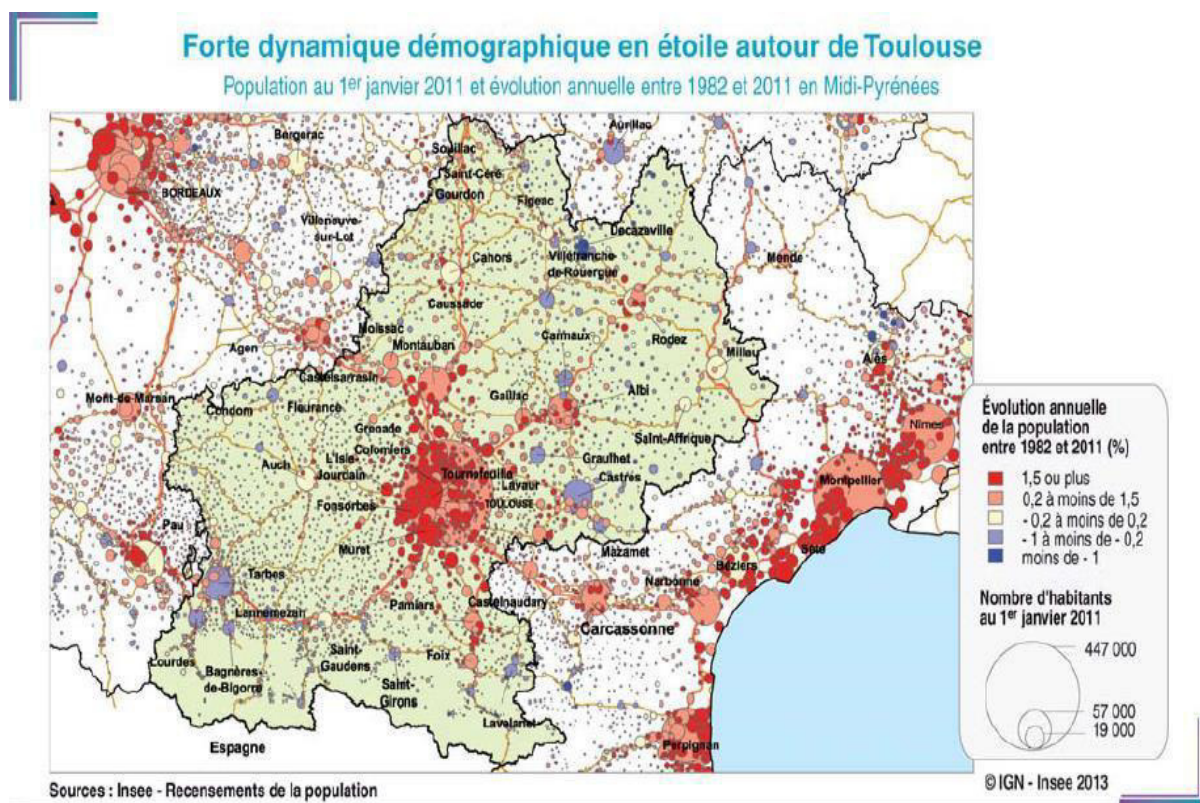 Forte dynamique démographique en étoile autour de Toulouse
Population au 1er janvier 2011 et évolution annuelle entre 1982 et 2011 en Midi-Pyrénées
Aurillac
Bergerac
Souillac
Saint-Céré
BORDEAUX
Gourdon
Figeac
Villeneuve-
sur-Lot
Decazeville
Cahors
Villefranche-
de-Rouergue
Mende
Caussade
Moissac
Carmaux
Rodez
Montauban
Agen
Millau
Alès
Castelsarrasin
Gaillac
Albi
Mont-de-Marsan
Condom
Fleurance
Grenade
Nîmes
Colomiers
Saint-Affrique
L'Isle-
Jourdain
Auch
Graulhet
Tournefeuille
Castres
Montpellier
Lavaur
Fonsorbes
TOULOUSE
Pau
Muret
Mazamet
Sète
Béziers
Tarbes
Narbonne
Pamiers
Castelnaudary
Lannemezan
Carcassonne
Lourdes
Saint-
Gaudens
Foix
Bagnères-
de-Bigorre
Saint-
Girons
Lavelanet
Espagne
Perpignan
Évolution annuelle
de la population
entre 1982 et 2011 (%)
1,5 ou plus
0,2 à moins de 1,5
- 0,2 à moins de 0,2
- 1 à moins de - 0,2
moins de - 1
Nombre d'habitants
au 1er janvier 2011
447 000
57 000
19 000
Sources : Insee - Recensements de la population
© IGN - Insee 2013